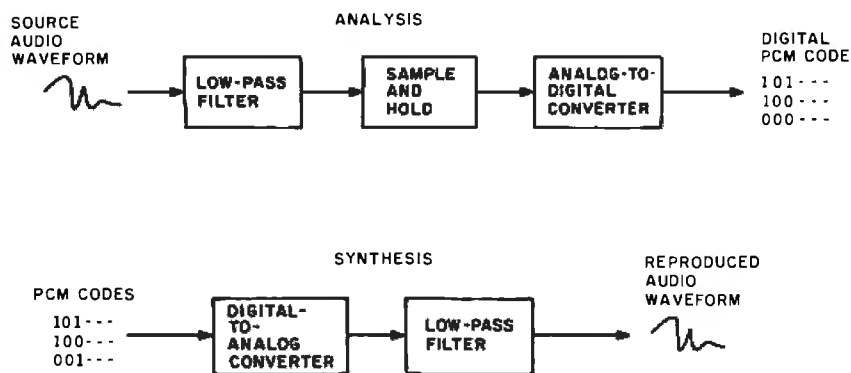 ANALYSIS
SOURCE
AUDIO
WAVEFORM
LOW-PASS
FILTER
SAMPLE
AND
HOLD
ANALOG-TO-
DIGITAL
CONVERTER
DIGITAL
PCM CODE
101---
100---
000---
SYNTHESIS
PCM CODES
101---
100---
001---
DIGITAL-
TO-
ANALOG
CONVERTER
LOW-PASS
FILTER
REPRODUCED
AUDIO
WAVEFORM